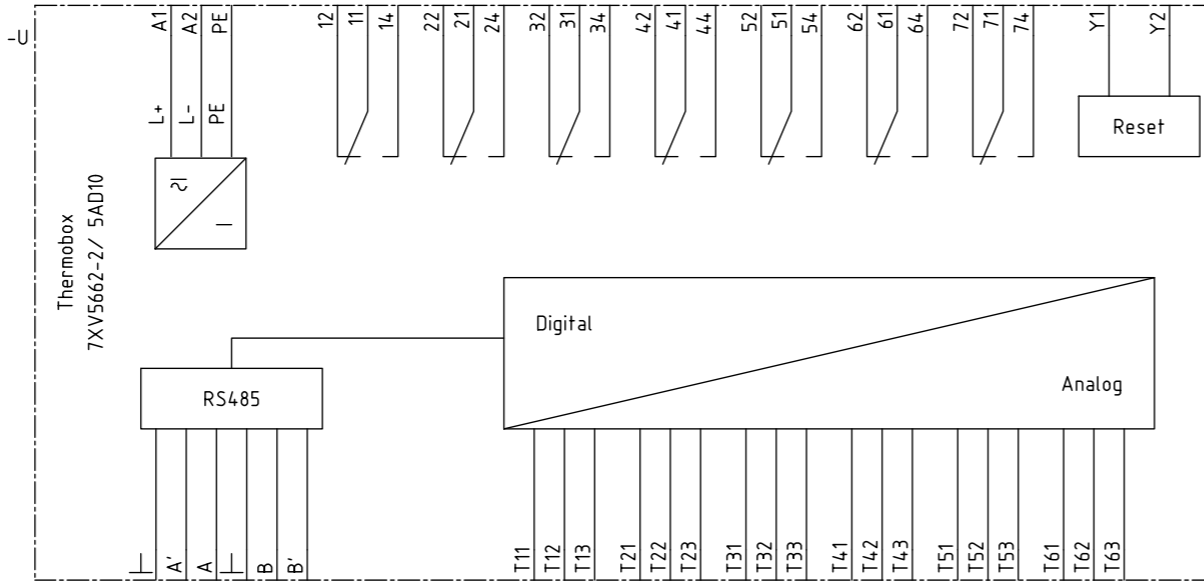 -U
A1
A2
PE
12
11
14
22
21
24
32
31
34
42
41
44
52
51
54
62
61
64
72
71
74
Y1
Y2
L+
L-
PE
Reset
Thermobox
7XV5662-2/ 5AD10
Digital
Analog
RS485
A'
A
B
B'
T11
T12
T13
T21
T22
T23
T31
T32
T33
T41
T42
T43
T51
T52
T53
T61
T62
T63